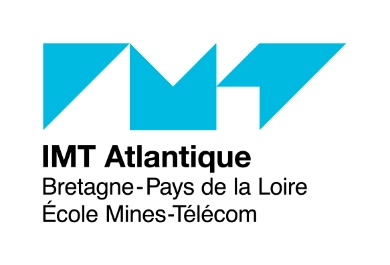 IMT Atlantique
Bretagne-Pays de la Loire
École Mines-Télécom